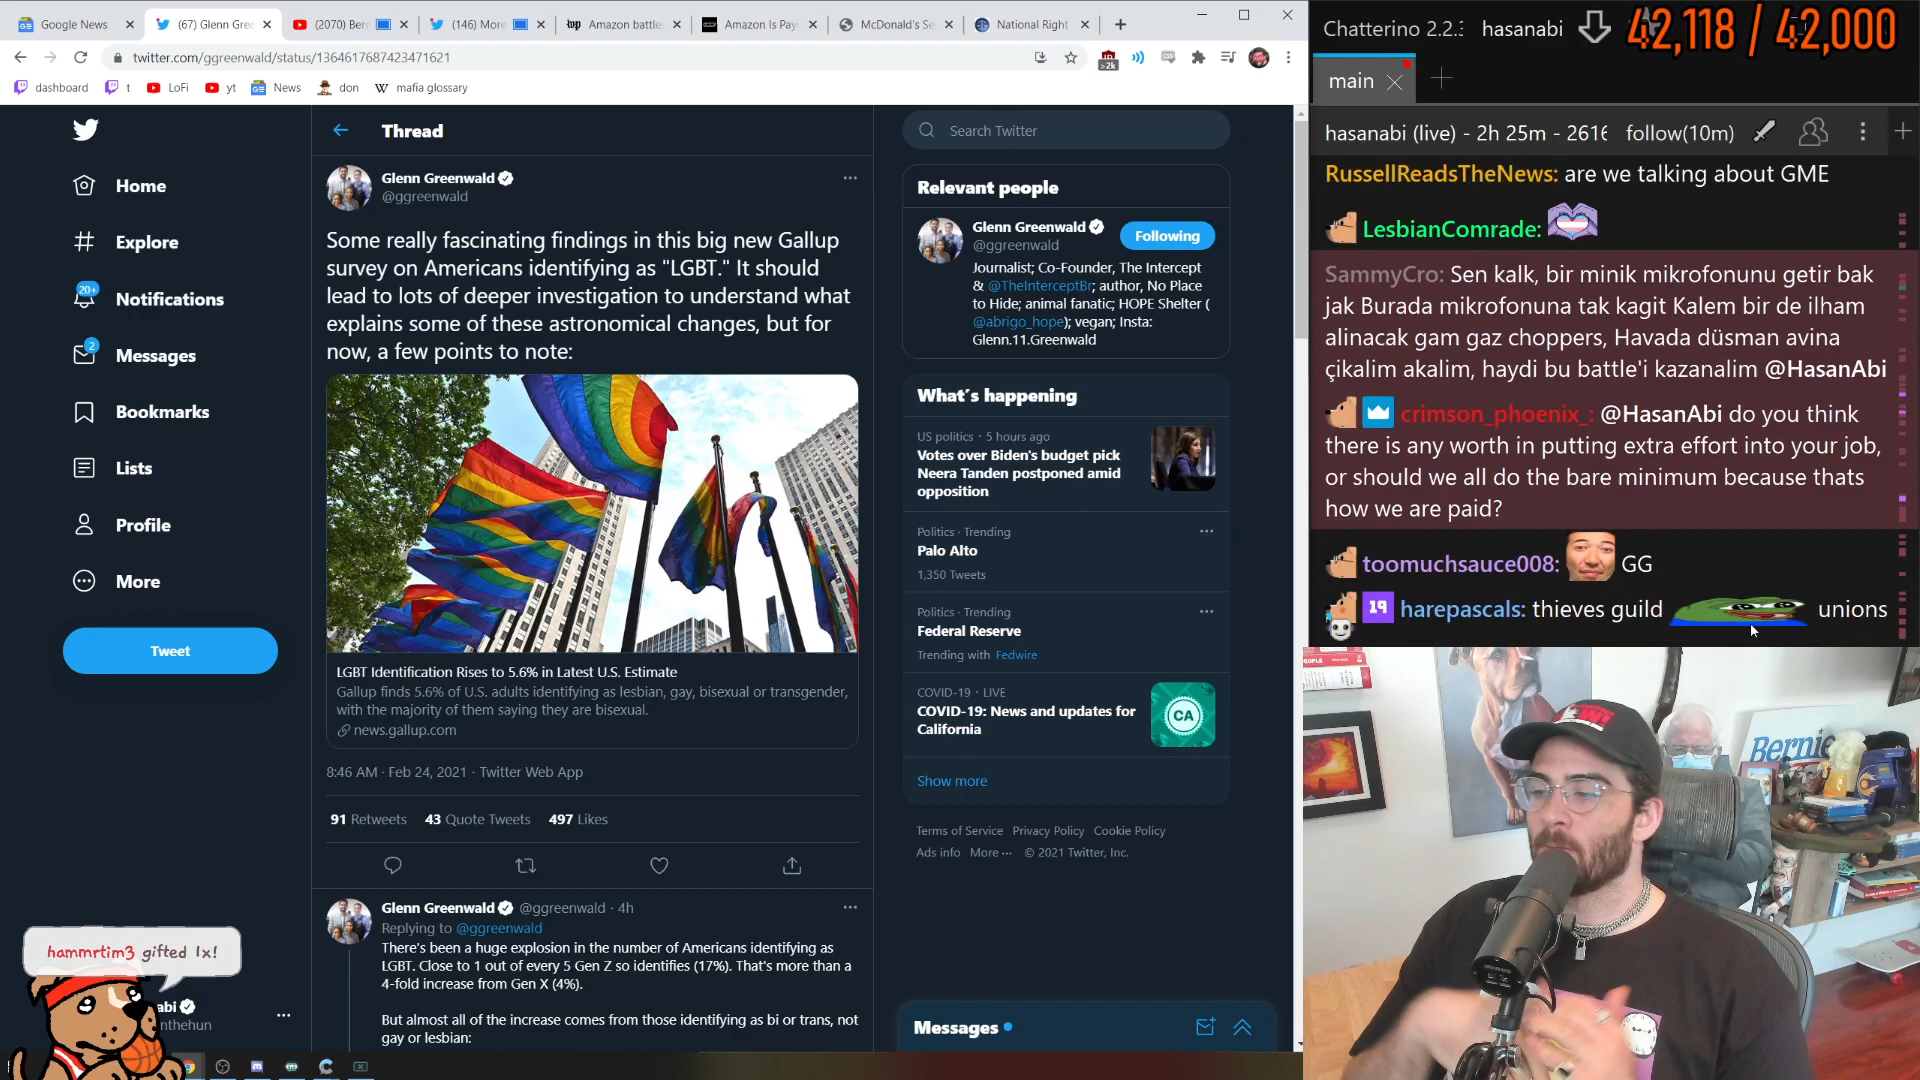 Google News
(67) Glenn Gree
(2070) Ber
(146) More
Amazon battle
Amazon Is Pay
McDonald's Se
National Right
twitter.com/ggreenwald/status/1364617687423471621
>2k
dashboard
t
LoFi
yt
News
don
mafia glossary
Home
Explore
20+
Notifications
2
Messages
Bookmarks
Lists
Profile
More
Tweet
Thread
Glenn Greenwald
@ggreenwald
Some really fascinating findings in this big new Gallup
survey on Americans identifying as "LGBT." It should
lead to lots of deeper investigation to understand what
explains some of these astronomical changes, but for
now, a few points to note:
LGBT Identification Rises to 5.6% in Latest U.S. Estimate
Gallup finds 5.6% of U.S. adults identifying as lesbian, gay, bisexual or transgender,
with the majority of them saying they are bisexual.
news.gallup.com
8:46 AM · Feb 24, 2021 · Twitter Web App
91 Retweets 43 Quote Tweets 497 Likes
Glenn Greenwald @ggreenwald · 4h
Replying to @ggreenwald
There's been a huge explosion in the number of Americans identifying as
LGBT. Close to 1 out of every 5 Gen Z so identifies (17%). That's more than a
4-fold increase from Gen X (4%).
But almost all of the increase comes from those identifying as bi or trans, not
gay or lesbian:
Search Twitter
Relevant people
Glenn Greenwald
@ggreenwald
Following
Journalist; Co-Founder, The Intercept
& @TheInterceptBr; author, No Place
to Hide; animal fanatic; HOPE Shelter (
@abrigo_hope); vegan; Insta:
Glenn.11.Greenwald
What's happening
US politics · 5 hours ago
Votes over Biden's budget pick
Neera Tanden postponed amid
opposition
Politics · Trending
Palo Alto
1,350 Tweets
Politics · Trending
Federal Reserve
Trending with Fedwire
COVID-19 · LIVE
COVID-19: News and updates for
California
CA
Show more
Terms of Service Privacy Policy Cookie Policy
Ads info More ··· © 2021 Twitter, Inc.
Messages
hammrtim3 gifted 1x!
abi
nthehun
Chatterino 2.2.3
hasanabi
42,118 / 42,000
main
hasanabi (live) - 2h 25m - 2616
follow(10m)
RussellReadsTheNews: are we talking about GME
LesbianComrade:
SammyCro: Sen kalk, bir minik mikrofonunu getir bak
jak Burada mikrofonuna tak kagit Kalem bir de ilham
alinacak gam gaz choppers, Havada düsman avina
çikalim akalim, haydi bu battle'i kazanalim @HasanAbi
crimson_phoenix_: @HasanAbi do you think
there is any worth in putting extra effort into your job,
or should we all do the bare minimum because thats
how we are paid?
toomuchsauce008: GG
19 harepascals: thieves guild unions
PEOPLE
Bernie